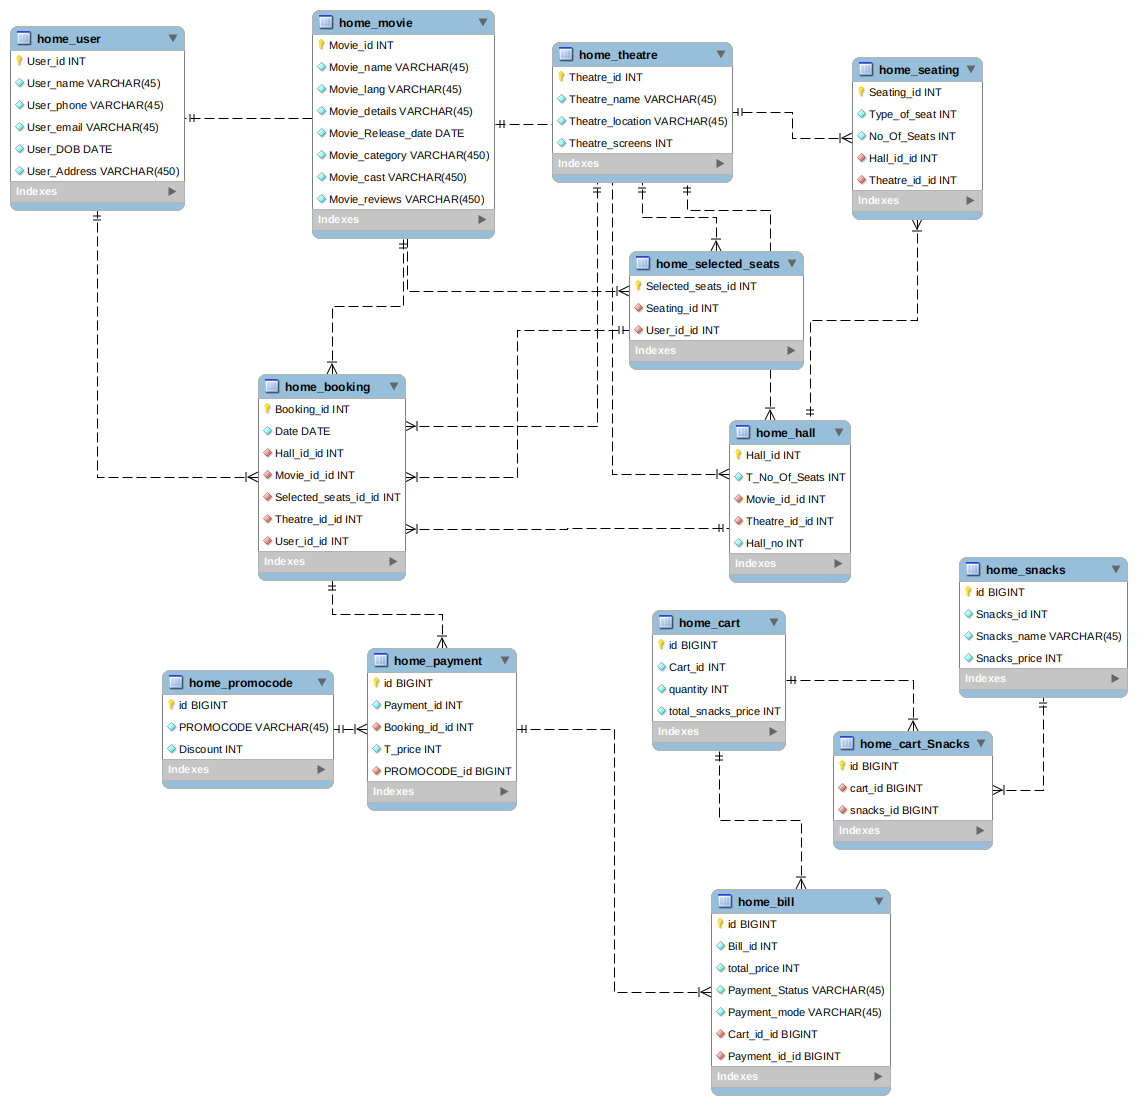 home_user
User_id INT
User_name VARCHAR(45)
User_phone VARCHAR(45)
User_email VARCHAR(45)
User_DOB DATE
User_Address VARCHAR(450)
Indexes
home_movie
Movie_id INT
Movie_name VARCHAR(45)
Movie_lang VARCHAR(45)
Movie_details VARCHAR(45)
Movie_Release_date DATE
Movie_category VARCHAR(450)
Movie_cast VARCHAR(450)
Movie_reviews VARCHAR(450)
Indexes
home_theatre
Theatre_id INT
Theatre_name VARCHAR(45)
Theatre_location VARCHAR(45)
Theatre_screens INT
Indexes
home_seating
Seating_id INT
Type_of_seat INT
No_Of_Seats INT
Hall_id_id INT
Theatre_id_id INT
Indexes
home_selected_seats
Selected_seats_id INT
Seating_id INT
User_id_id INT
Indexes
home_booking
Booking_id INT
Date DATE
Hall_id_id INT
Movie_id_id INT
Selected_seats_id_id INT
Theatre_id_id INT
User_id_id INT
Indexes
home_hall
Hall_id INT
T_No_Of_Seats INT
Movie_id_id INT
Theatre_id_id INT
Hall_no INT
Indexes
home_snacks
id BIGINT
Snacks_id INT
Snacks_name VARCHAR(45)
Snacks_price INT
Indexes
home_cart
id BIGINT
Cart_id INT
quantity INT
total_snacks_price INT
Indexes
home_payment
id BIGINT
Payment_id INT
Booking_id_id INT
T_price INT
PROMOCODE_id BIGINT
Indexes
home_promocode
id BIGINT
PROMOCODE VARCHAR(45)
Discount INT
Indexes
home_cart_Snacks
id BIGINT
cart_id BIGINT
snacks_id BIGINT
Indexes
home_bill
id BIGINT
Bill_id INT
total_price INT
Payment_Status VARCHAR(45)
Payment_mode VARCHAR(45)
Cart_id_id BIGINT
Payment_id_id BIGINT
Indexes